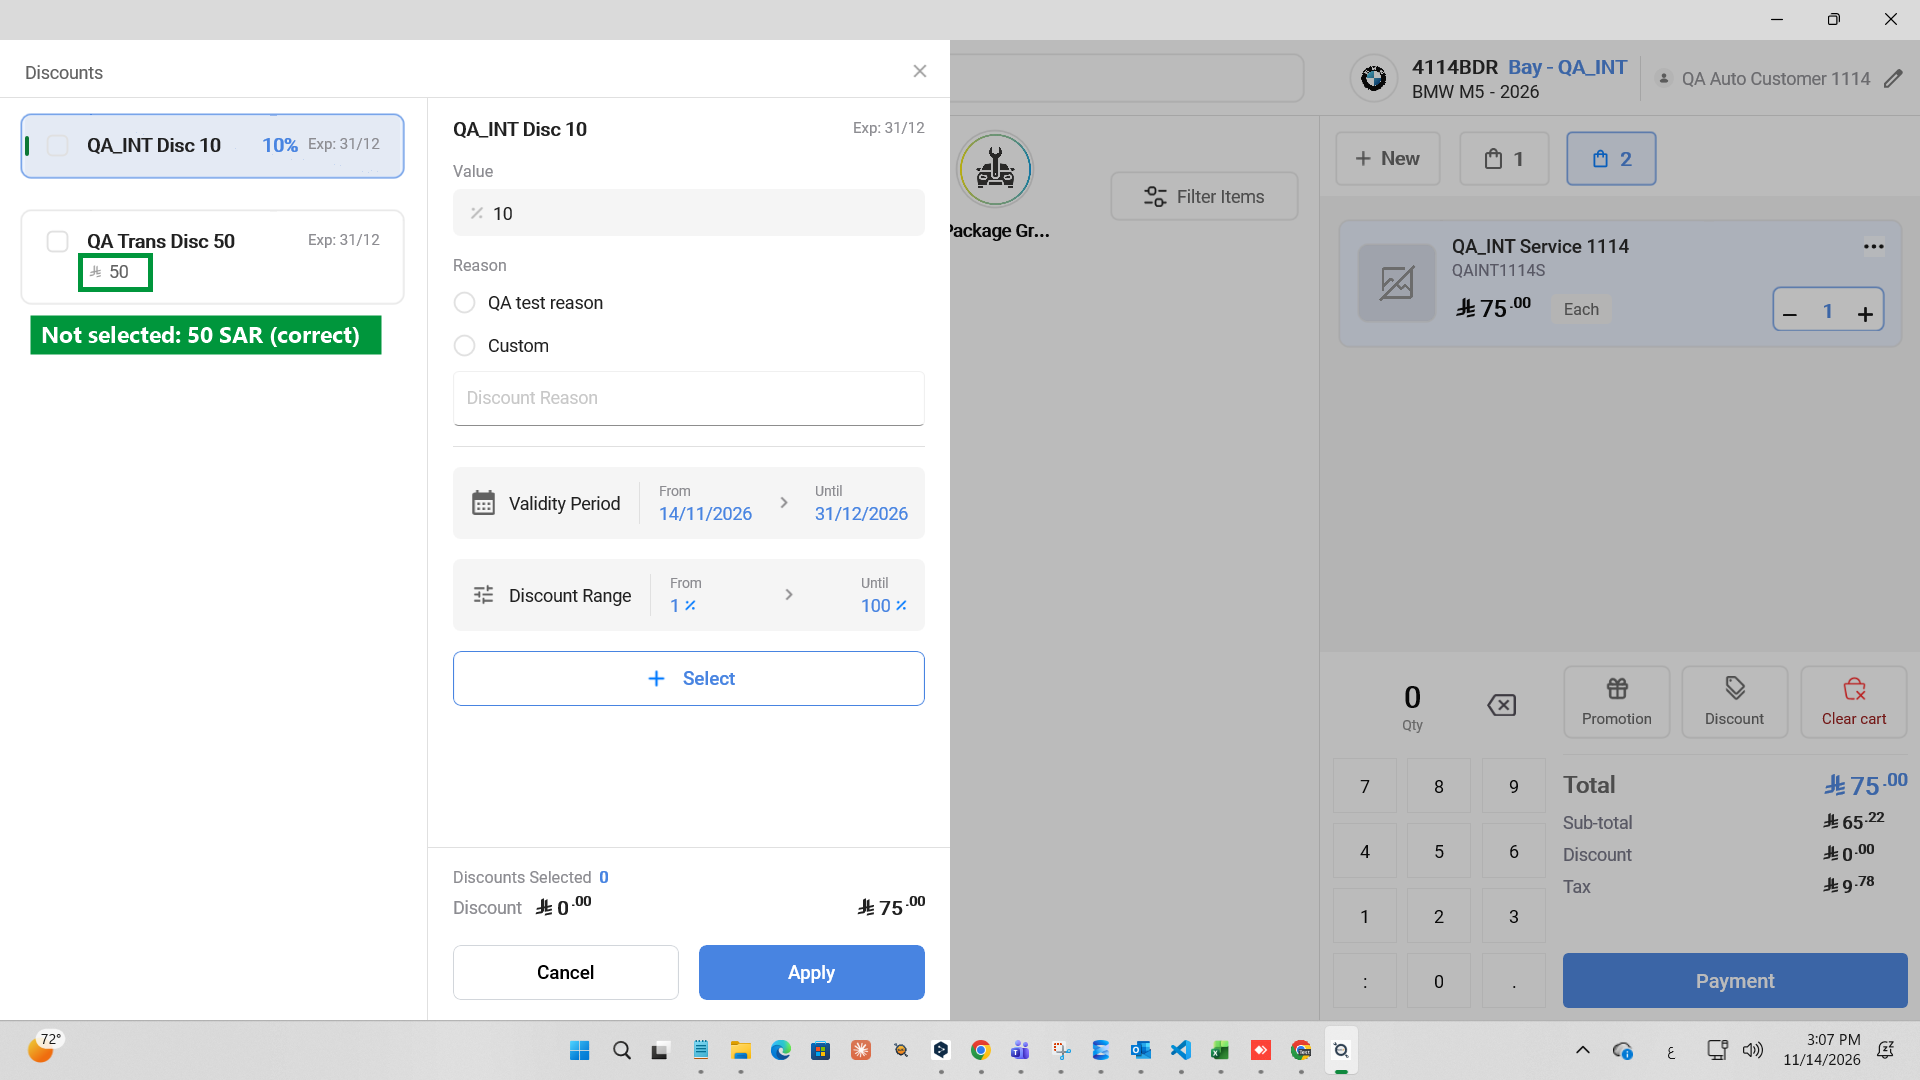 Discounts
QA_INT Disc 10 10% Exp: 31/12
QA Trans Disc 50 Exp: 31/12
50
Not selected: 50 SAR (correct)
QA_INT Disc 10 Exp: 31/12
Value
10
Reason
QA test reason
Custom
Discount Reason
Validity Period From 14/11/2026 Until 31/12/2026
Discount Range From 1 % Until 100 %
+ Select
Discounts Selected 0
Discount 0.00 75.00
Cancel Apply
Package Gr...
Filter Items
4114BDR Bay - QA_INT
BMW M5 - 2026
QA Auto Customer 1114
+ New 1 2
QA_INT Service 1114
QAINT1114S
75.00 Each
− 1 +
0
Qty
Promotion Discount Clear cart
7 8 9
4 5 6
1 2 3
: 0 .
Total 75.00
Sub-total 65.22
Discount 0.00
Tax 9.78
Payment
72°
ع
3:07 PM
11/14/2026